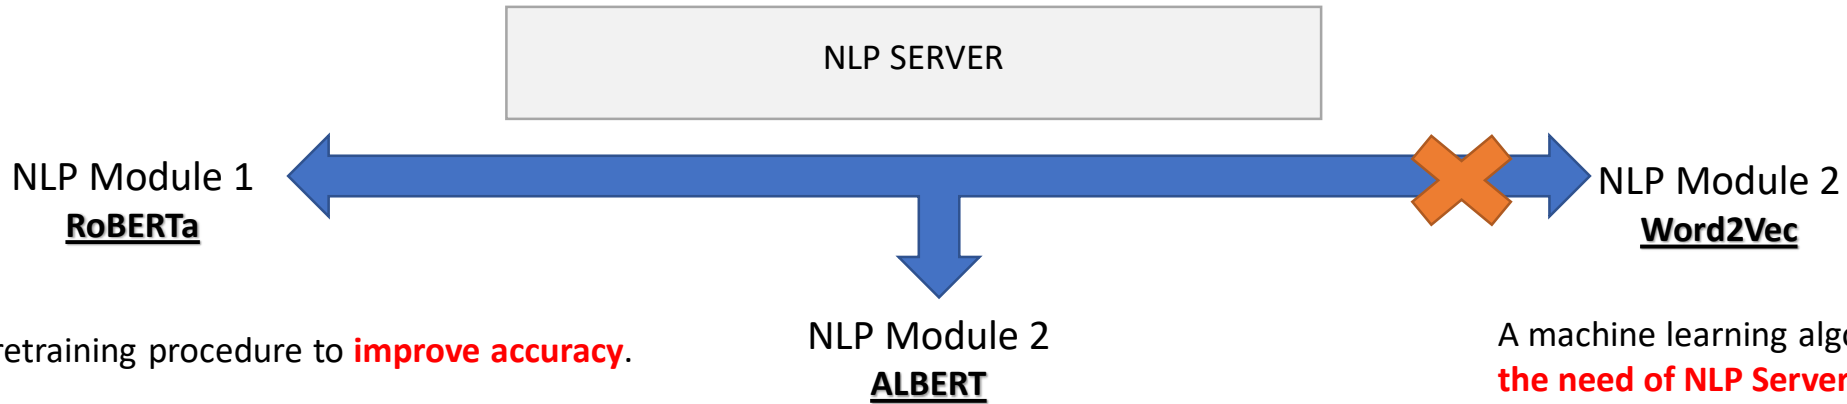 NLP SERVER
NLP Module 1
RoBERTa
NLP Module 2
Word2Vec
retraining procedure to improve accuracy.
NLP Module 2
ALBERT
A machine learning algo
the need of NLP Server